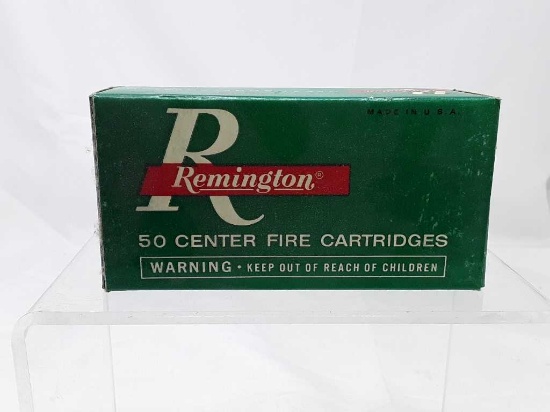 MADE IN U.S.A.
R
Remington®
50 CENTER FIRE CARTRIDGES
WARNING • KEEP OUT OF REACH OF CHILDREN